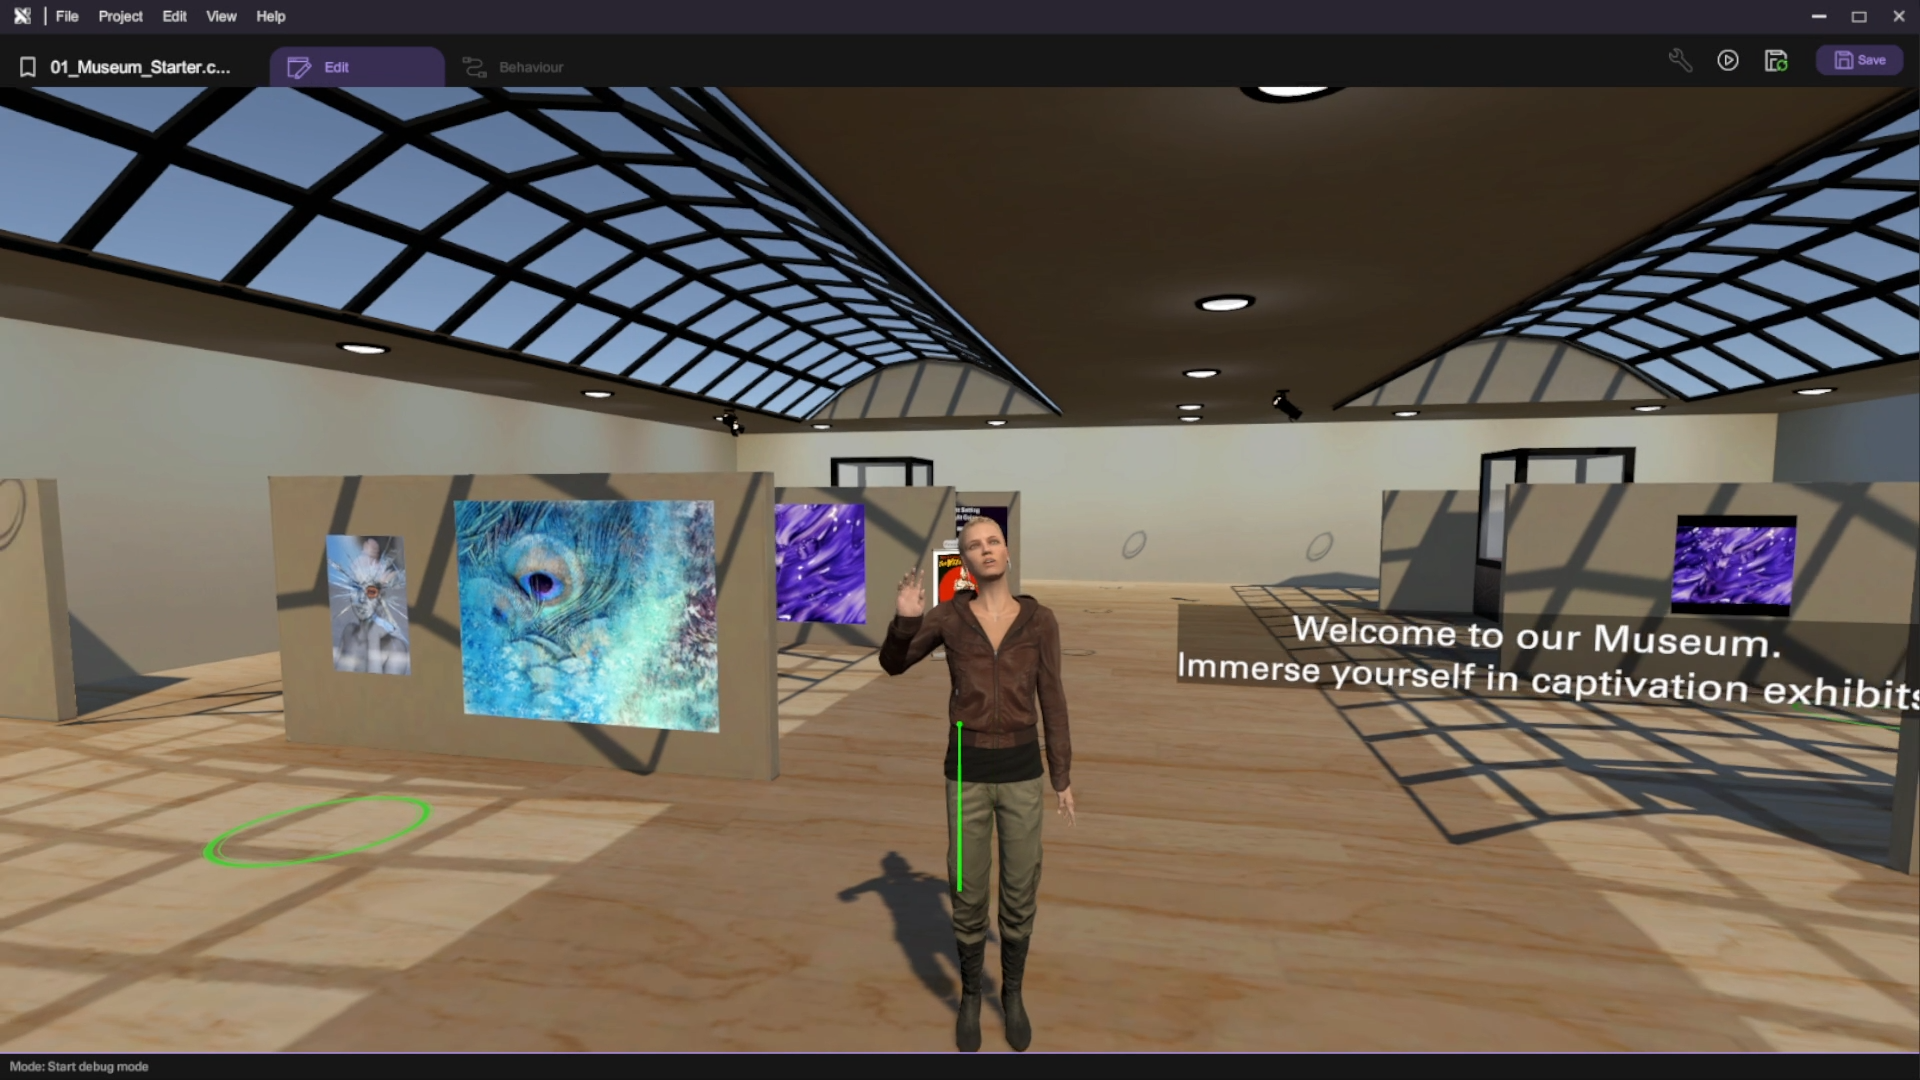 File Project Edit View Help
01_Museum_Starter.c... Edit Behaviour Save
Welcome to our Museum.
Immerse yourself in captivation exhibits
Mode: Start debug mode